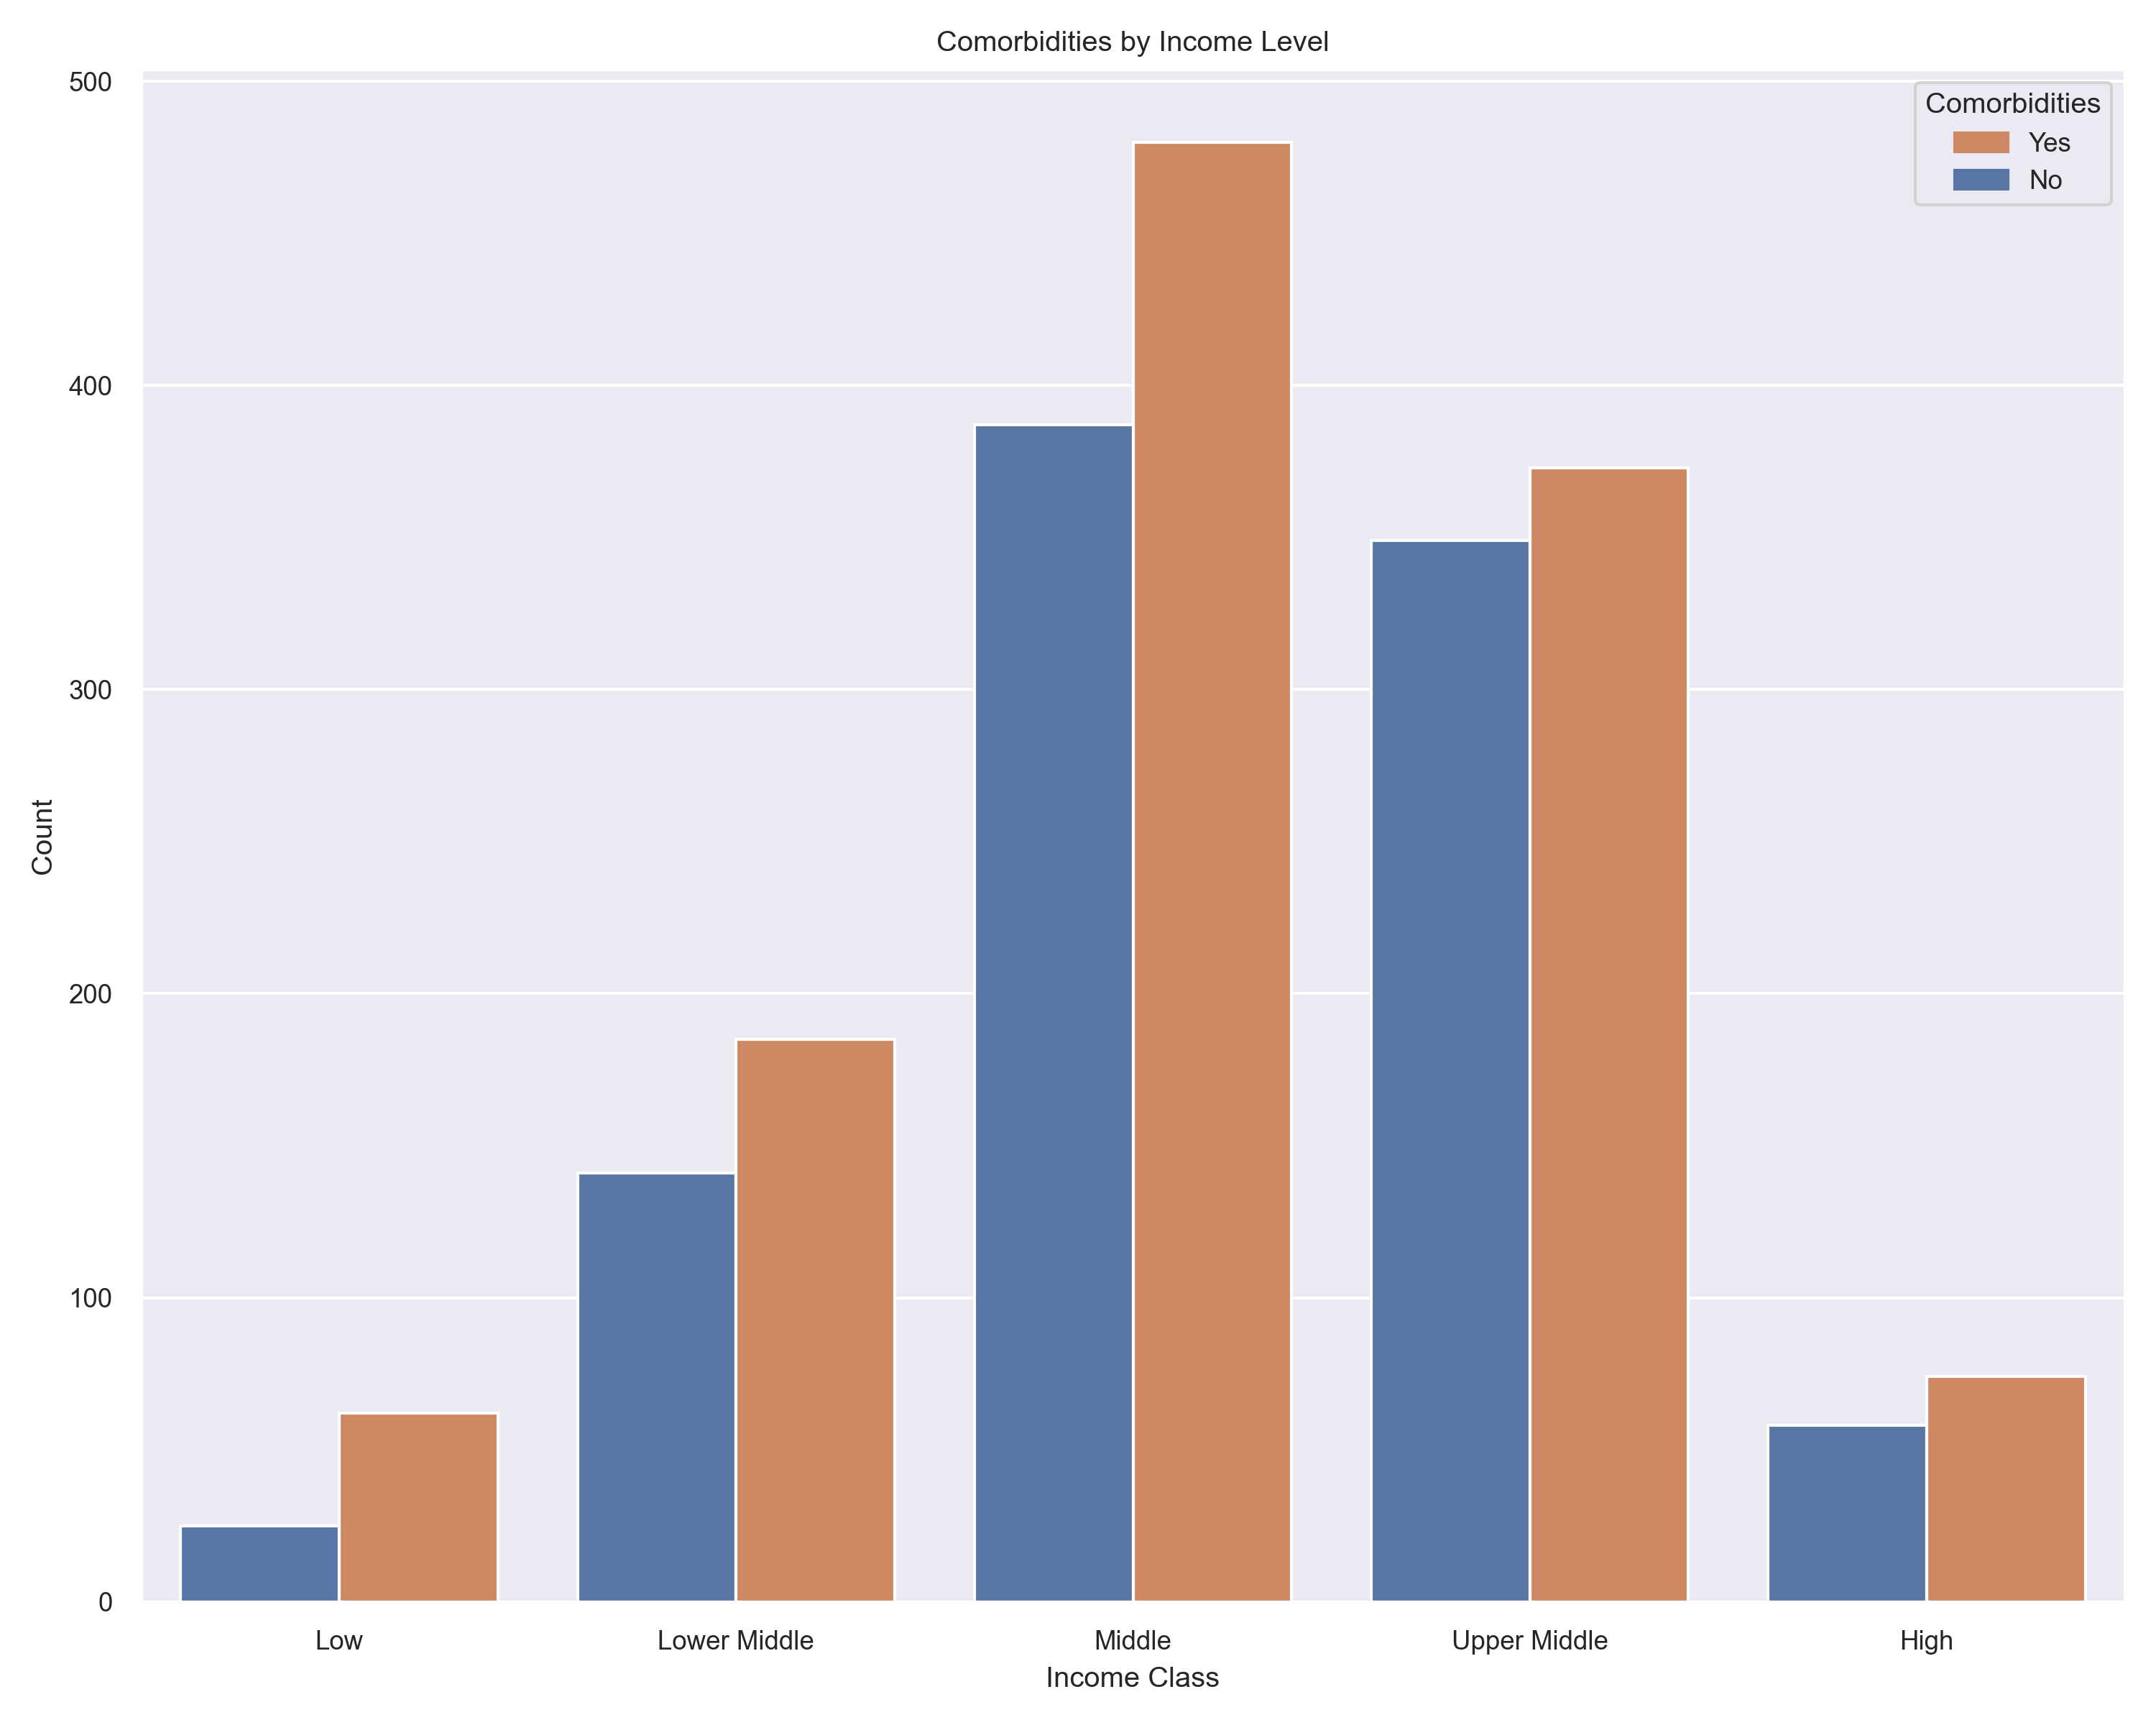 Comorbidities by Income Level
500
400
300
200
100
0
Count
Comorbidities
Yes
No
Low
Lower Middle
Middle
Upper Middle
High
Income Class